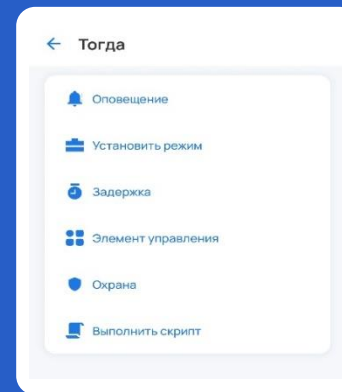 Тогда
Оповещение
Установить режим
Задержка
Элемент управления
Охрана
Выполнить скрипт